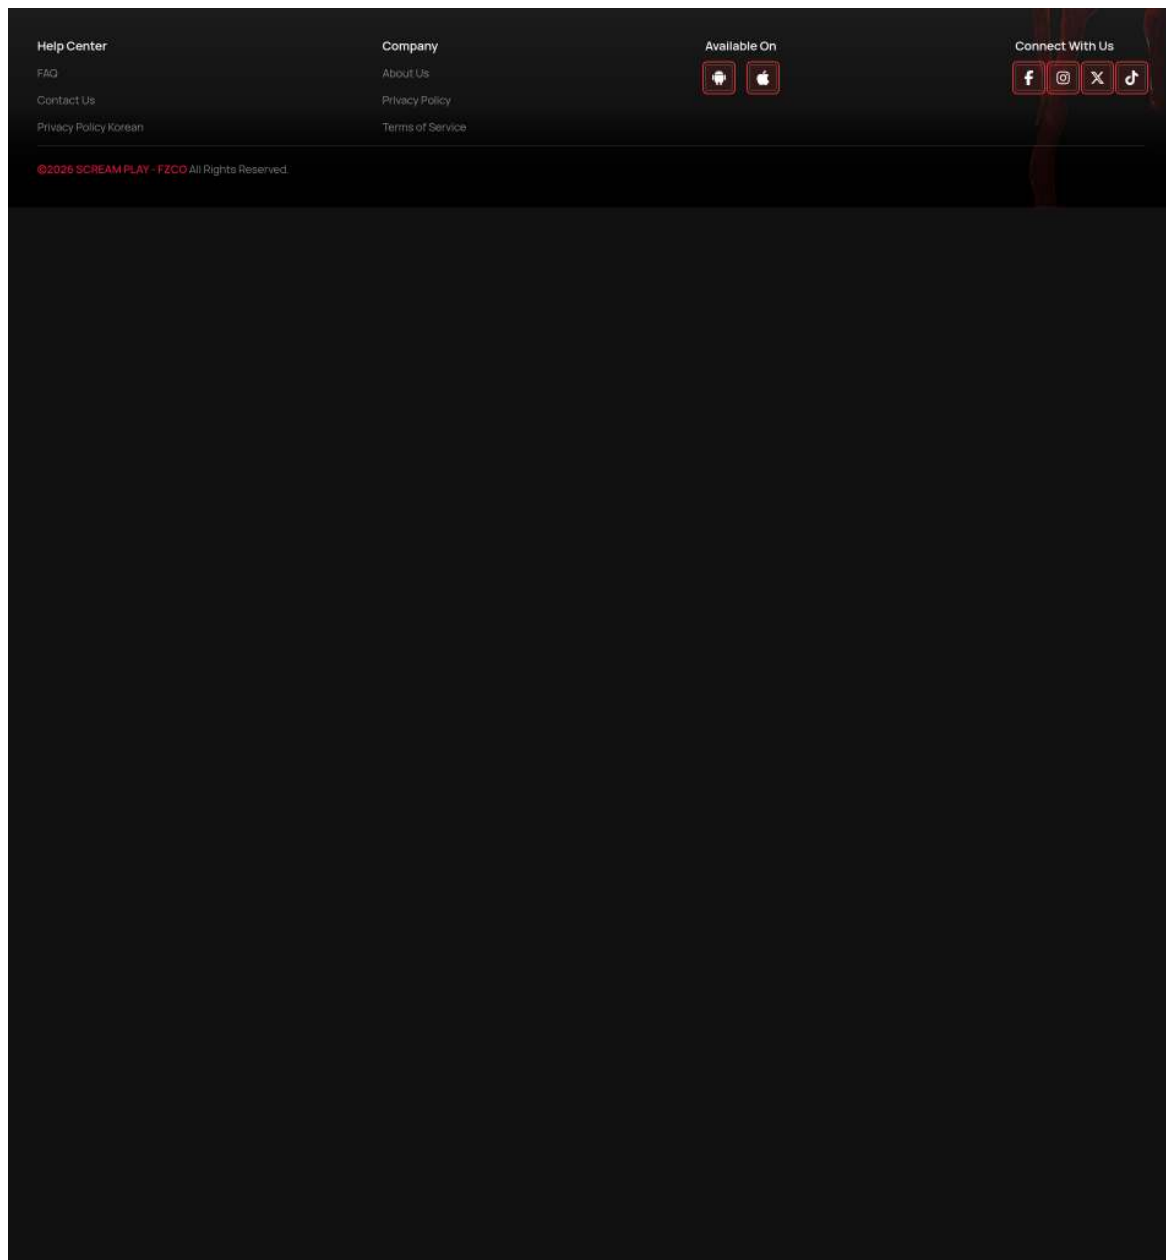 Help Center
FAQ
Contact Us
Privacy Policy Korean
Company
About Us
Privacy Policy
Terms of Service
Available On
Connect With Us
©2026 SCREAM PLAY - FZCO All Rights Reserved.